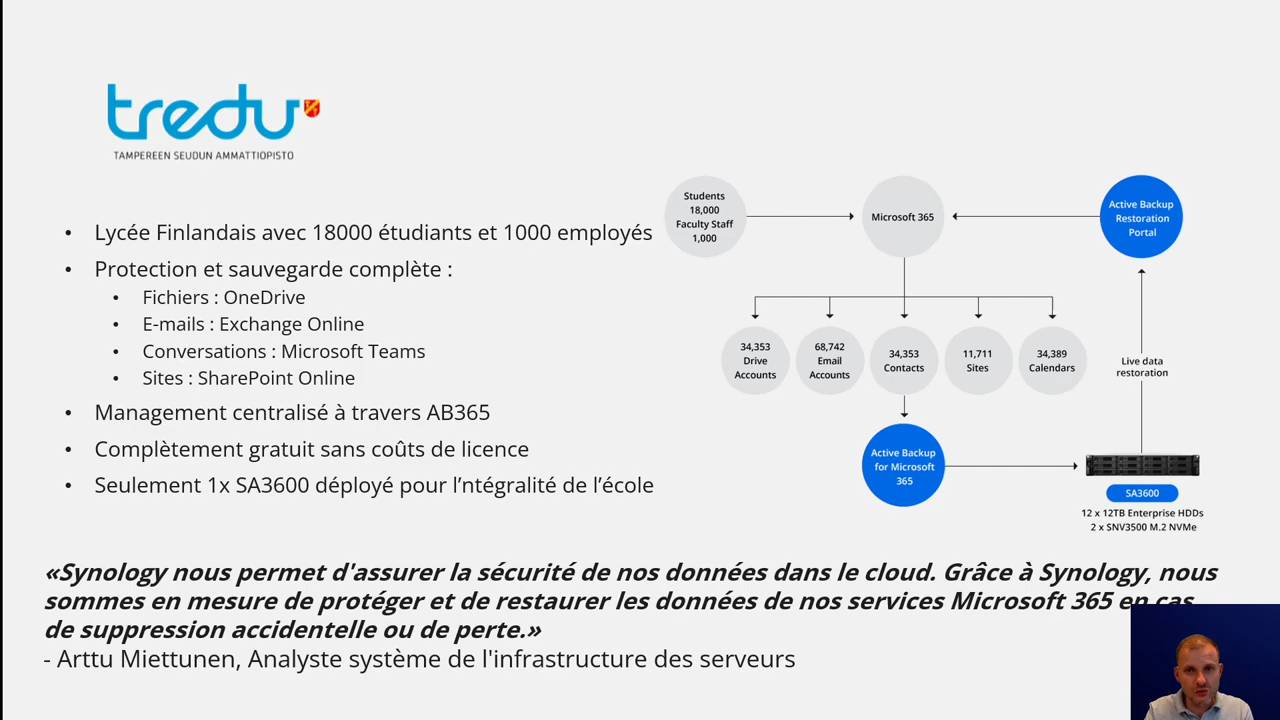 tredu
TAMPEREEN SEUDUN AMMATTIOPISTO
• Lycée Finlandais avec 18000 étudiants et 1000 employés
• Protection et sauvegarde complète :
• Fichiers : OneDrive
• E-mails : Exchange Online
• Conversations : Microsoft Teams
• Sites : SharePoint Online
• Management centralisé à travers AB365
• Complètement gratuit sans coûts de licence
• Seulement 1x SA3600 déployé pour l’ntégralité de l’école
Students
18,000
Faculty Staff
1,000
Microsoft 365
Active Backup
Restoration
Portal
34,353
Drive
Accounts
68,742
Email
Accounts
34,353
Contacts
11,711
Sites
34,389
Calendars
Live data
restoration
Active Backup
for Microsoft
365
SA3600
12 x 12TB Enterprise HDDs
2 x SNV3500 M.2 NVMe
«Synology nous permet d'assurer la sécurité de nos données dans le cloud. Grâce à Synology, nous
sommes en mesure de protéger et de restaurer les données de nos services Microsoft 365 en cas
de suppression accidentelle ou de perte.»
- Arttu Miettunen, Analyste système de l'infrastructure des serveurs